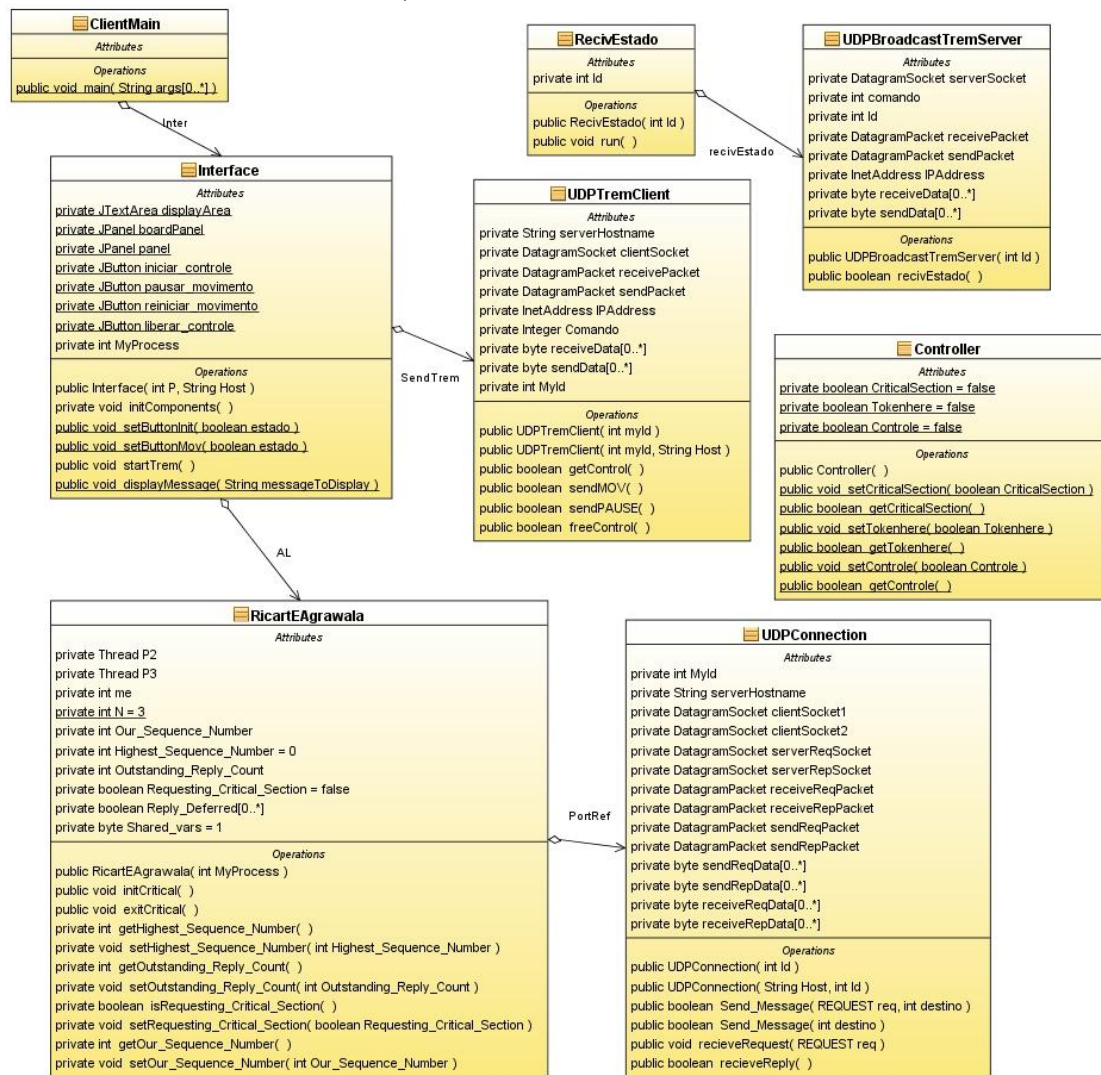 ClientMain
Attributes
Operations
public void main( String args[0..*] )
Inter
Interface
Attributes
private JTextArea displayArea
private JPanel boardPanel
private JPanel panel
private JButton iniciar_controle
private JButton pausar_movimento
private JButton reiniciar_movimento
private JButton liberar_controle
private int MyProcess
Operations
public Interface( int P, String Host )
private void initComponents( )
public void setButtonInit( boolean estado )
public void setButtonMov( boolean estado )
public void startTrem( )
public void displayMessage( String messageToDisplay )
SendTrem
AL
RecivEstado
Attributes
private int Id
Operations
public RecivEstado( int Id )
public void run( )
recivEstado
UDPBroadcastTremServer
Attributes
private DatagramSocket serverSocket
private int comando
private int Id
private DatagramPacket receivePacket
private DatagramPacket sendPacket
private InetAddress IPAddress
private byte receiveData[0..*]
private byte sendData[0..*]
Operations
public UDPBroadcastTremServer( int Id )
public boolean recivEstado( )
UDPTremClient
Attributes
private String serverHostname
private DatagramSocket clientSocket
private DatagramPacket receivePacket
private DatagramPacket sendPacket
private InetAddress IPAddress
private Integer Comando
private byte receiveData[0..*]
private byte sendData[0..*]
private int MyId
Operations
public UDPTremClient( int myId )
public UDPTremClient( int myId, String Host )
public boolean getControl( )
public boolean sendMOV( )
public boolean sendPAUSE( )
public boolean freeControl( )
Controller
Attributes
private boolean CriticalSection = false
private boolean Tokenhere = false
private boolean Controle = false
Operations
public Controller( )
public void setCriticalSection( boolean CriticalSection )
public boolean getCriticalSection( )
public void setTokenhere( boolean Tokenhere )
public boolean getTokenhere( )
public void setControle( boolean Controle )
public boolean getControle( )
RicartEAgrawala
Attributes
private Thread P2
private Thread P3
private int me
private int N = 3
private int Our_Sequence_Number
private int Highest_Sequence_Number = 0
private int Outstanding_Reply_Count
private boolean Requesting_Critical_Section = false
private boolean Reply_Deferred[0..*]
private byte Shared_vars = 1
Operations
public RicartEAgrawala( int MyProcess )
public void initCritical( )
public void exitCritical( )
private int getHighest_Sequence_Number( )
private void setHighest_Sequence_Number( int Highest_Sequence_Number )
private int getOutstanding_Reply_Count( )
private void setOutstanding_Reply_Count( int Outstanding_Reply_Count )
private boolean isRequesting_Critical_Section( )
private void setRequesting_Critical_Section( boolean Requesting_Critical_Section )
private int getOur_Sequence_Number( )
private void setOur_Sequence_Number( int Our_Sequence_Number )
PortRef
UDPConnection
Attributes
private int MyId
private String serverHostname
private DatagramSocket clientSocket1
private DatagramSocket clientSocket2
private DatagramSocket serverReqSocket
private DatagramSocket serverRepSocket
private DatagramPacket receiveReqPacket
private DatagramPacket receiveRepPacket
private DatagramPacket sendReqPacket
private DatagramPacket sendRepPacket
private byte sendReqData[0..*]
private byte sendRepData[0..*]
private byte receiveReqData[0..*]
private byte receiveRepData[0..*]
Operations
public UDPConnection( int Id )
public UDPConnection( String Host, int Id )
public boolean Send_Message( REQUEST req, int destino )
public boolean Send_Message( int destino )
public void recieveRequest( REQUEST req )
public boolean recieveReply( )